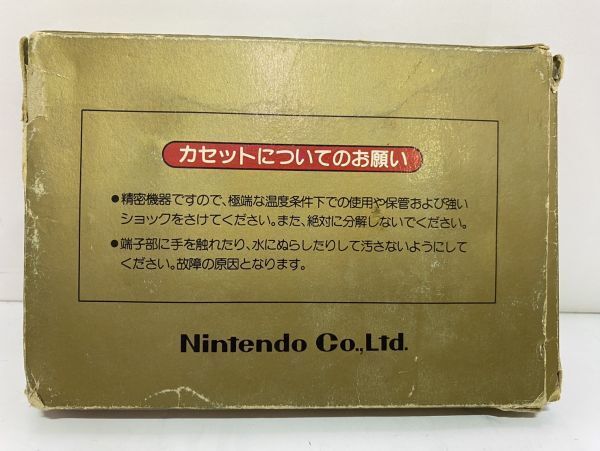 カセットについてのお願い
●精密機器ですので、極端な温度条件下での使用や保管および強い
ショックをさけてください。また、絶対に分解しないでください。
●端子部に手を触れたり、水にぬらしたりして汚さないようにして
ください。故障の原因となります。
Nintendo Co.,Ltd.